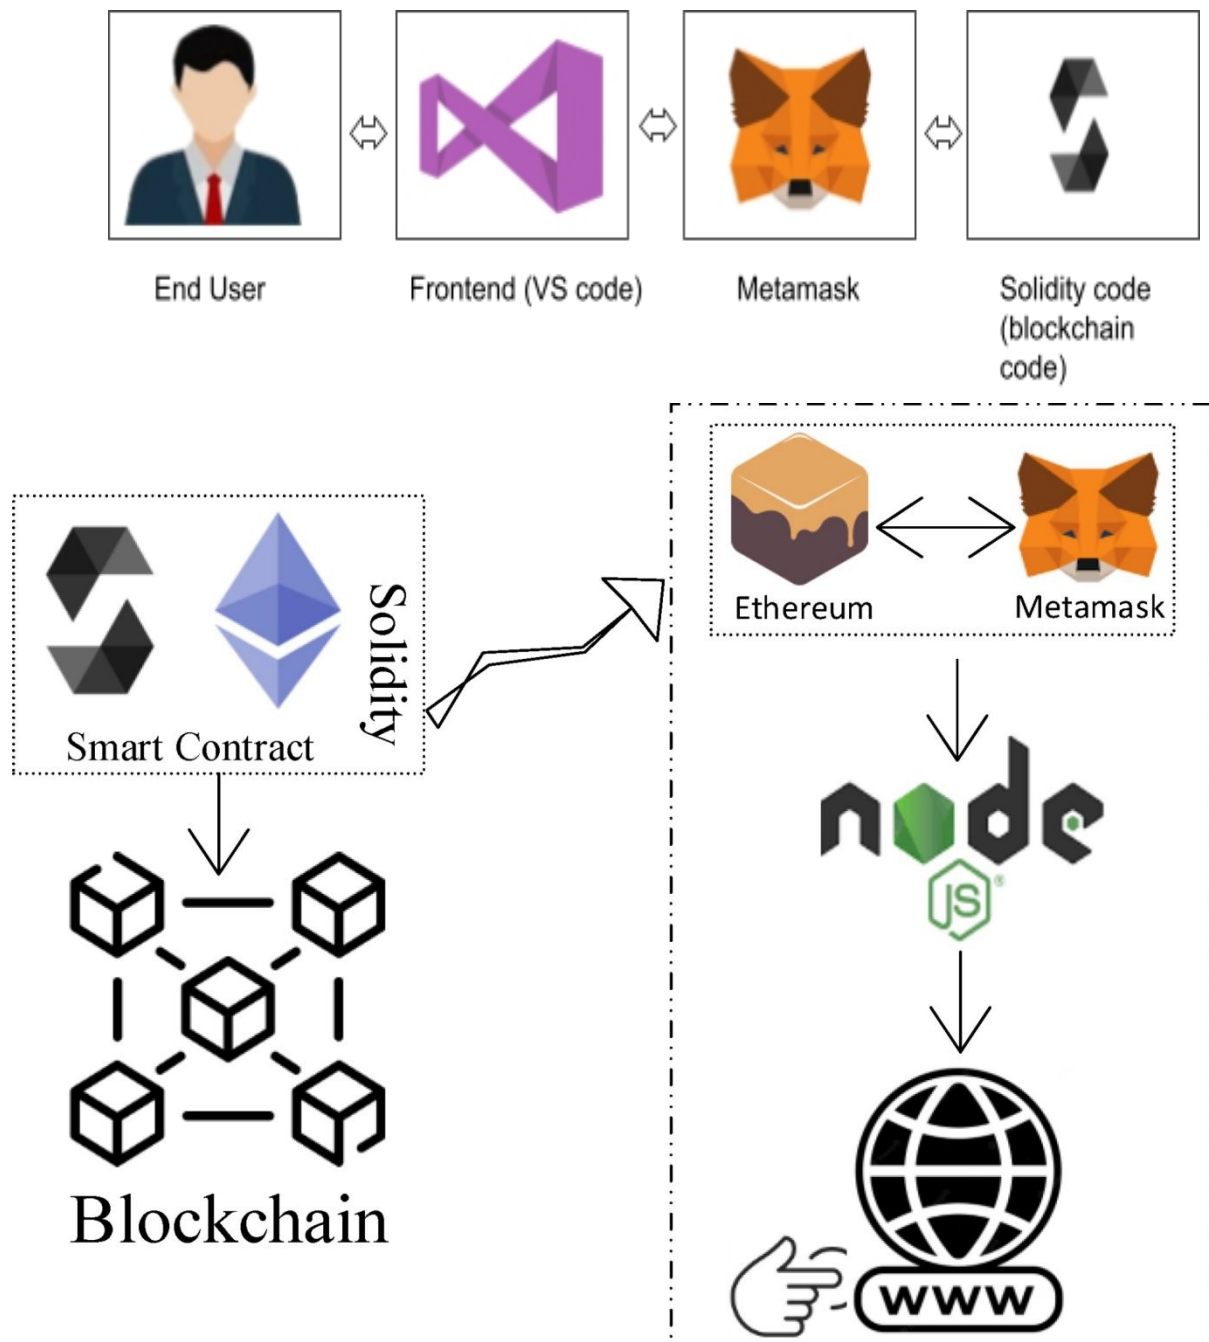 End User
Frontend (VS code)
Metamask
Solidity code
(blockchain
code)
Ethereum
Metamask
Solidity
Smart Contract
node
JS®
Blockchain
www